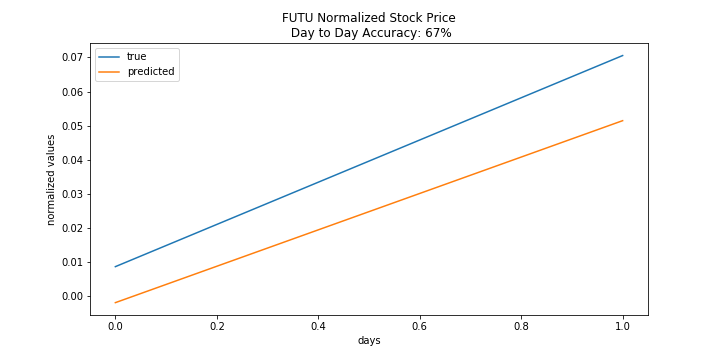 FUTU Normalized Stock Price
Day to Day Accuracy: 67%
true
predicted
normalized values
0.07
0.06
0.05
0.04
0.03
0.02
0.01
0.00
0.0 0.2 0.4 0.6 0.8 1.0
days